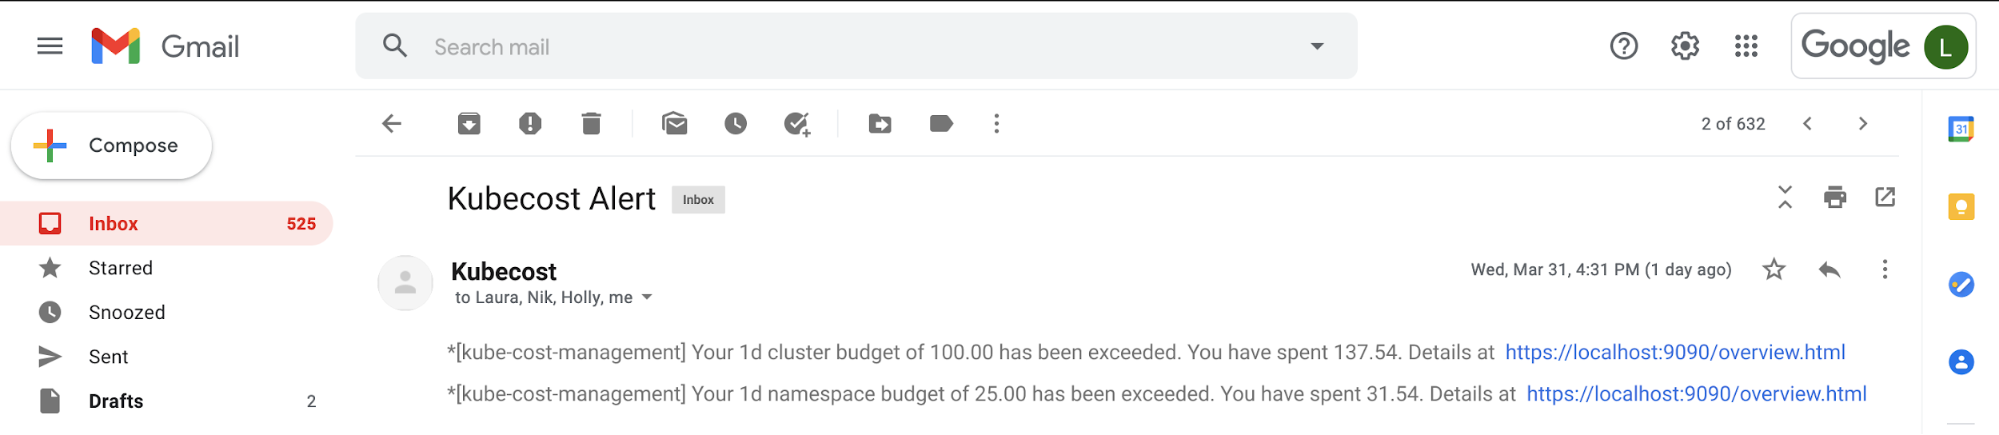 Gmail
Search mail
Google L
Compose
2 of 632
31
Kubecost Alert Inbox
Inbox 525
Starred
Snoozed
Sent
Drafts 2
Kubecost
Wed, Mar 31, 4:31 PM (1 day ago)
to Laura, Nik, Holly, me
*[kube-cost-management] Your 1d cluster budget of 100.00 has been exceeded. You have spent 137.54. Details at https://localhost:9090/overview.html
*[kube-cost-management] Your 1d namespace budget of 25.00 has been exceeded. You have spent 31.54. Details at https://localhost:9090/overview.html